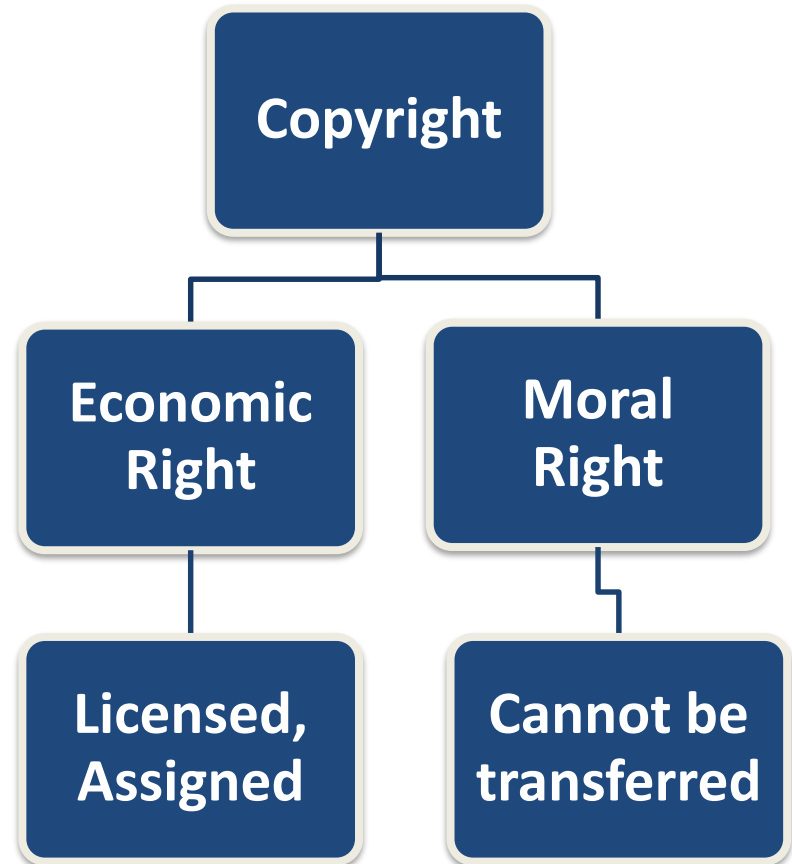 Copyright
Economic
Right
Moral
Right
Licensed,
Assigned
Cannot be
transferred